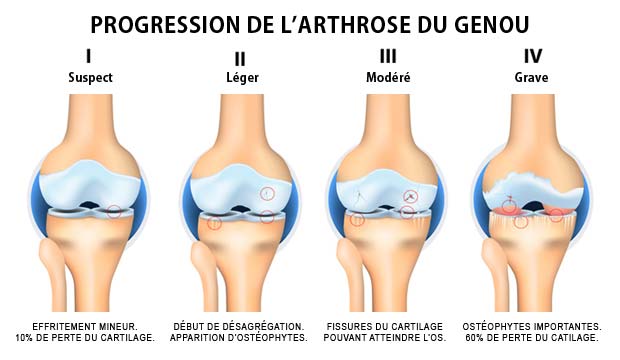 PROGRESSION DE L'ARTHROSE DU GENOU
I
Suspect
II
Léger
III
Modéré
IV
Grave
EFFRITEMENT MINEUR.
10% DE PERTE DU CARTILAGE.
DÉBUT DE DÉSAGRÉGATION.
APPARITION D'OSTÉOPHYTES.
FISSURES DU CARTILAGE
POUVANT ATTEINDRE L'OS.
OSTÉOPHYTES IMPORTANTES.
60% DE PERTE DU CATILAGE.